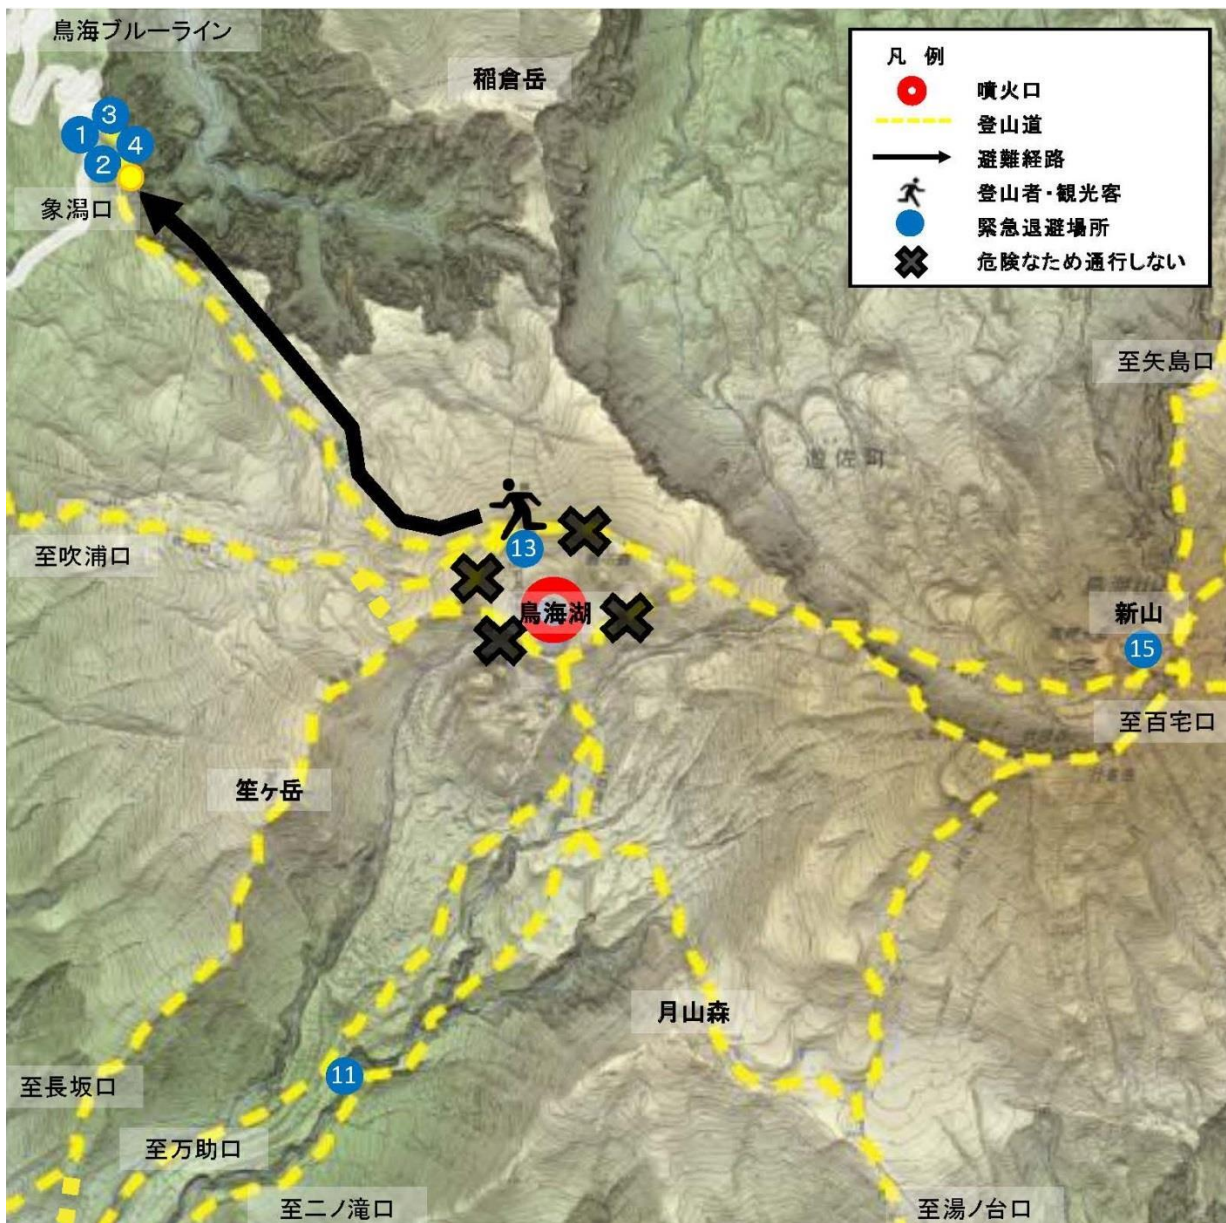 鳥海ブルーライン
稲倉岳
凡 例
噴火口
登山道
避難経路
登山者・観光客
緊急退避場所
危険なため通行しない
3
1
4
2
象潟口
至矢島口
遊佐町
至吹浦口
13
鳥海湖
新山
15
至百宅口
笙ヶ岳
月山森
11
至長坂口
至万助口
至二ノ滝口
至湯ノ台口